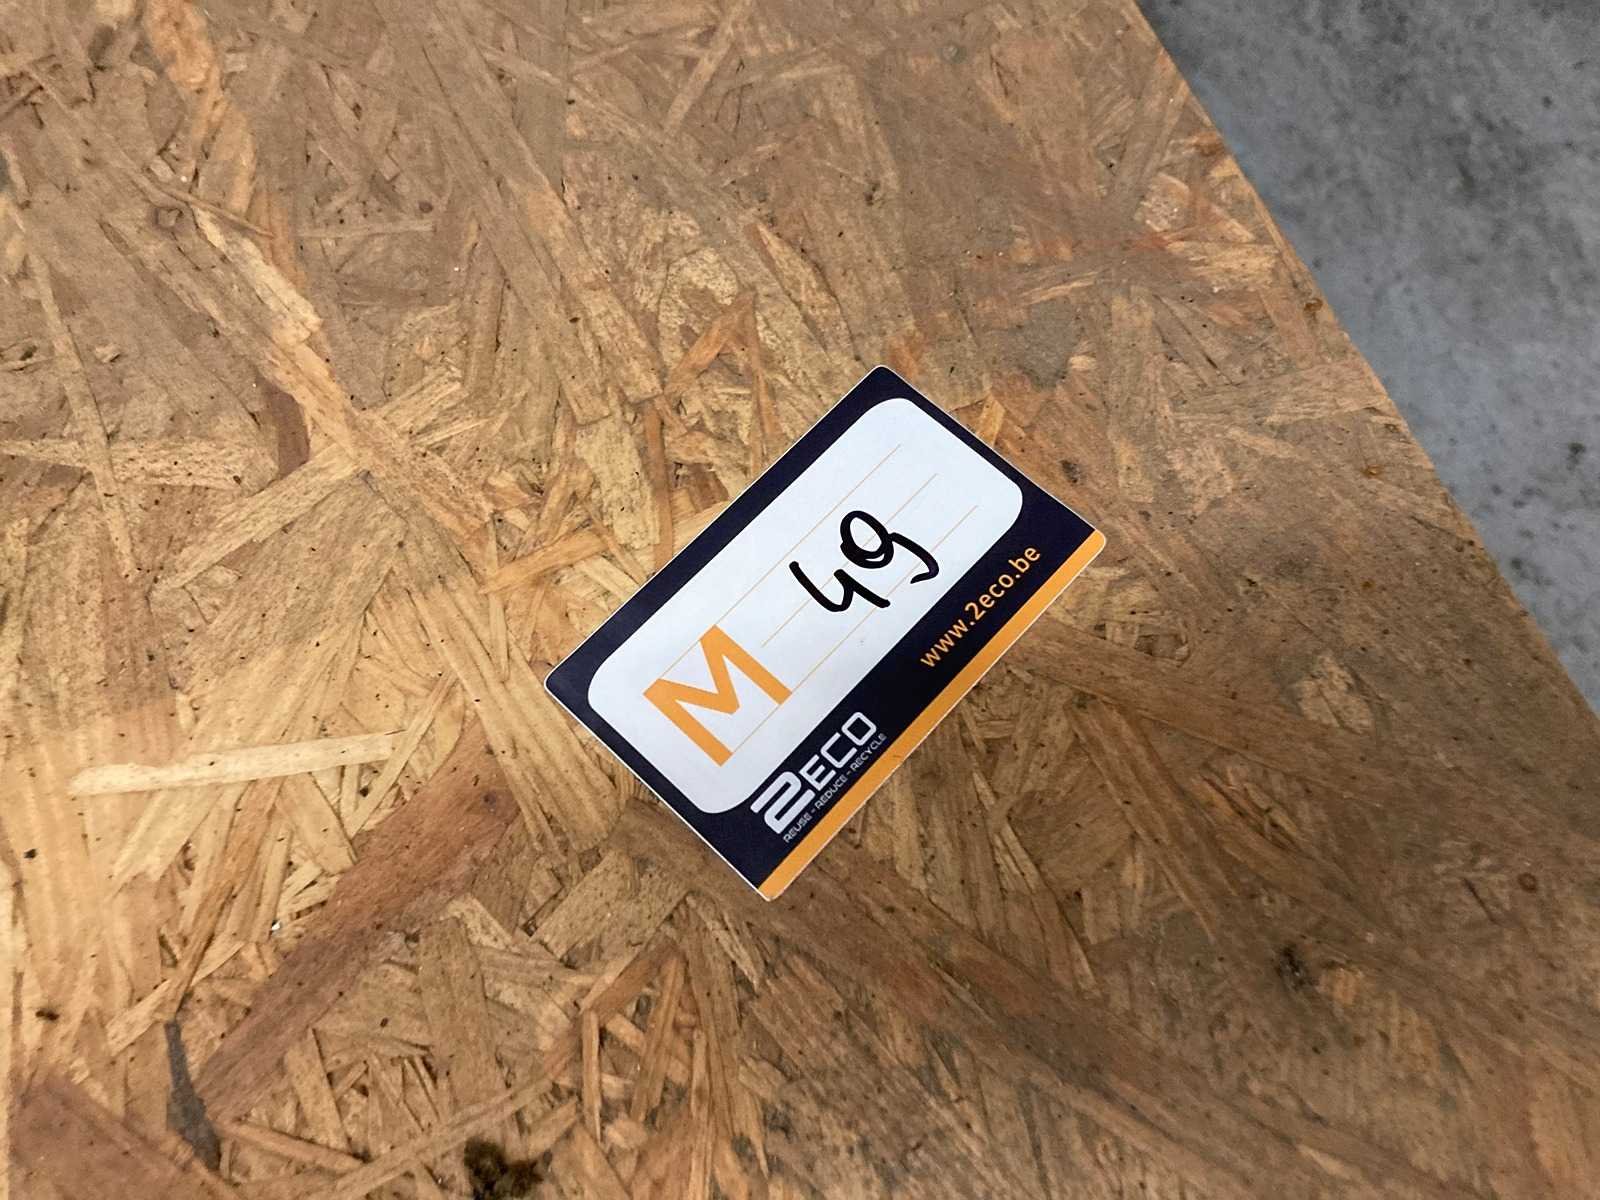 M 49
2ECO
REUSE - REDUCE - RECYCLE
www.2eco.be